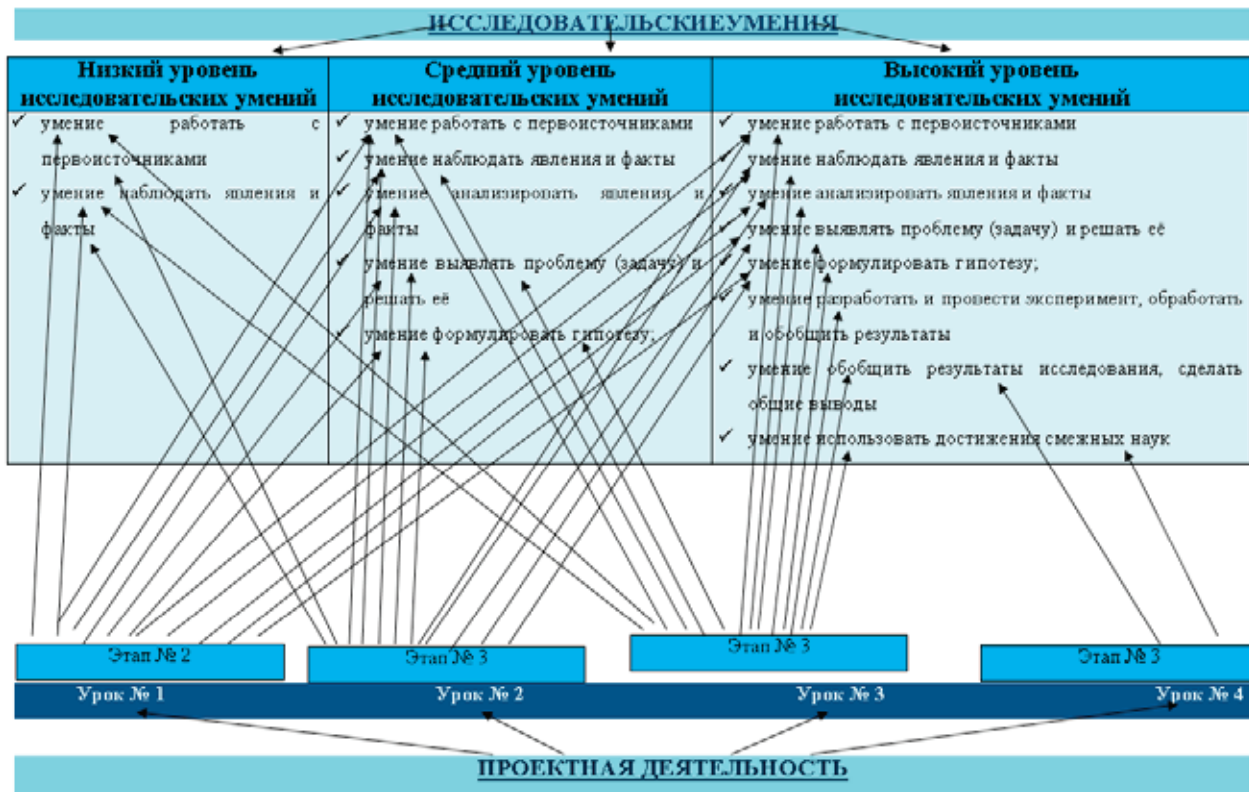 ИССЛЕДОВАТЕЛЬСКИЕУМЕНИЯ
Низкий уровень
исследовательских умений
✓ умение работать с
первоисточниками
✓ умение наблюдать явления и
факты
Средний уровень
исследовательских умений
✓ умение работать с первоисточниками
✓ умение наблюдать явления и факты
✓ умение анализировать явления и
факты
✓ умение выявлять проблему (задачу) и
решать её
✓ умение формулировать гипотезу;
Высокий уровень
исследовательских умений
✓ умение работать с первоисточниками
✓ умение наблюдать явления и факты
✓ умение анализировать явления и факты
✓ умение выявлять проблему (задачу) и решать её
✓ умение формулировать гипотезу;
✓ умение разработать и провести эксперимент, обработать
и обобщить результаты
✓ умение обобщить результаты исследования, сделать
общие выводы
✓ умение использовать достижения смежных наук
Этап № 2
Этап № 3
Этап № 3
Этап № 3
Урок № 1
Урок № 2
Урок № 3
Урок № 4
ПРОЕКТНАЯ ДЕЯТЕЛЬНОСТЬ